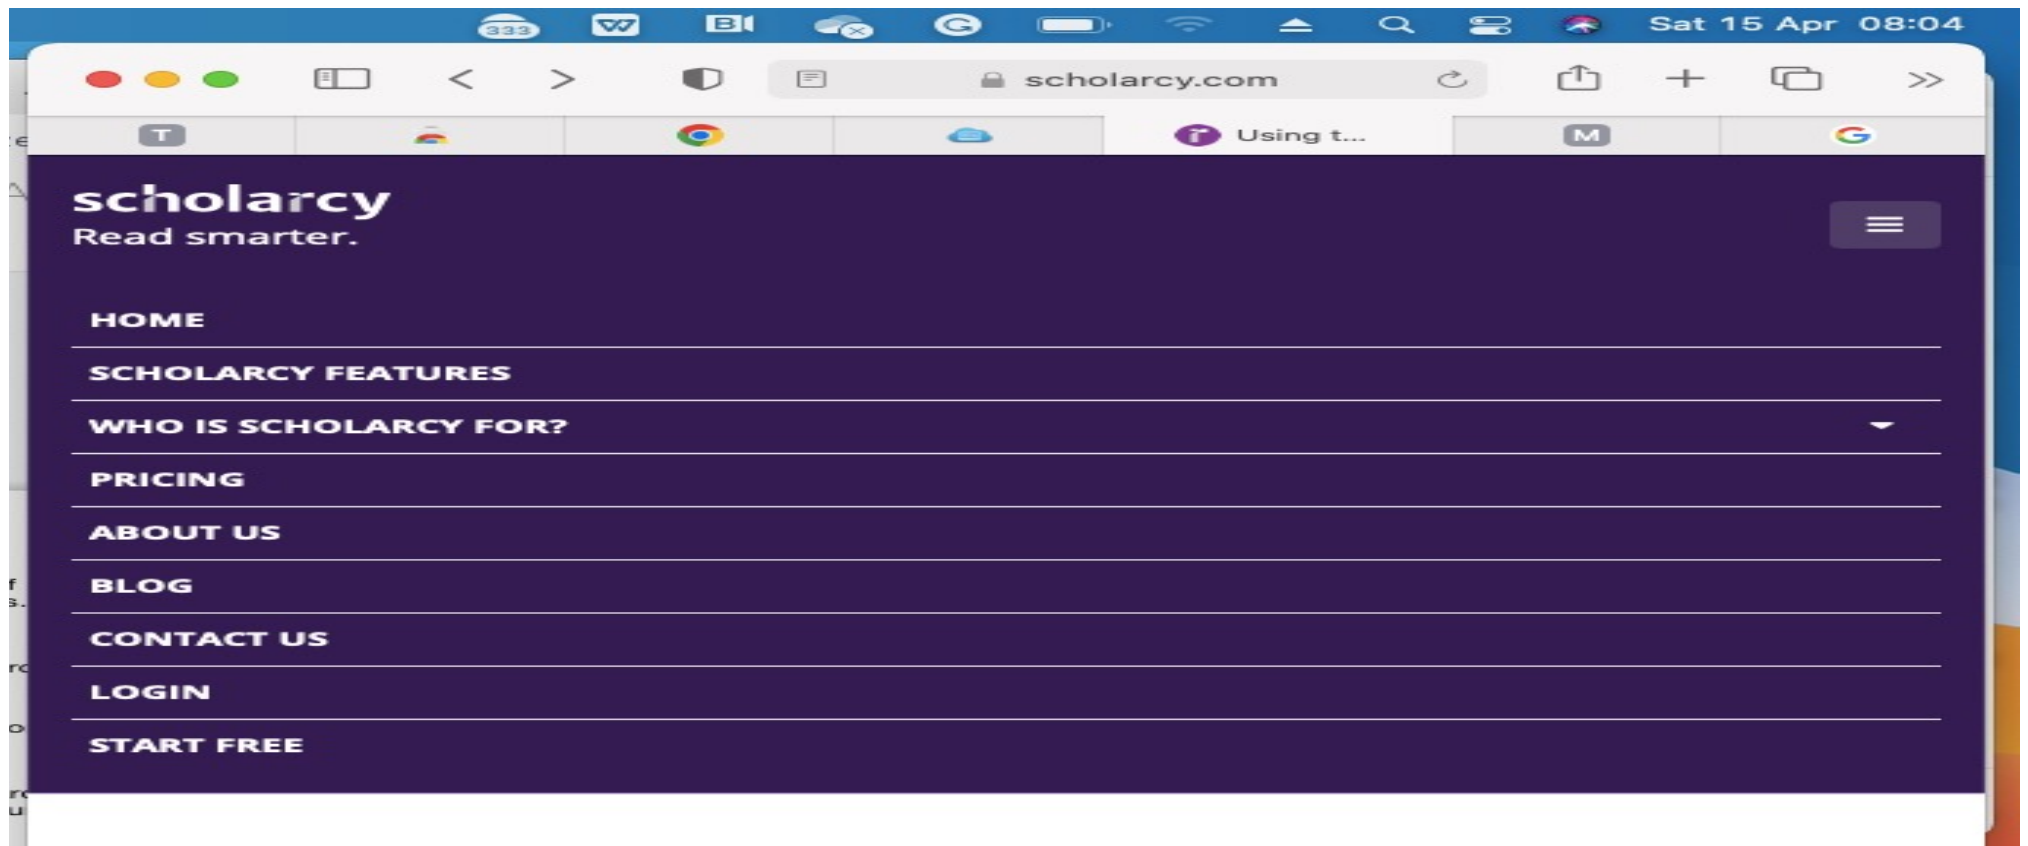 333 Sat 15 Apr 08:04
scholarcy.com
T Using t... M
scholarcy
Read smarter.
HOME
SCHOLARCY FEATURES
WHO IS SCHOLARCY FOR?
PRICING
ABOUT US
BLOG
CONTACT US
LOGIN
START FREE